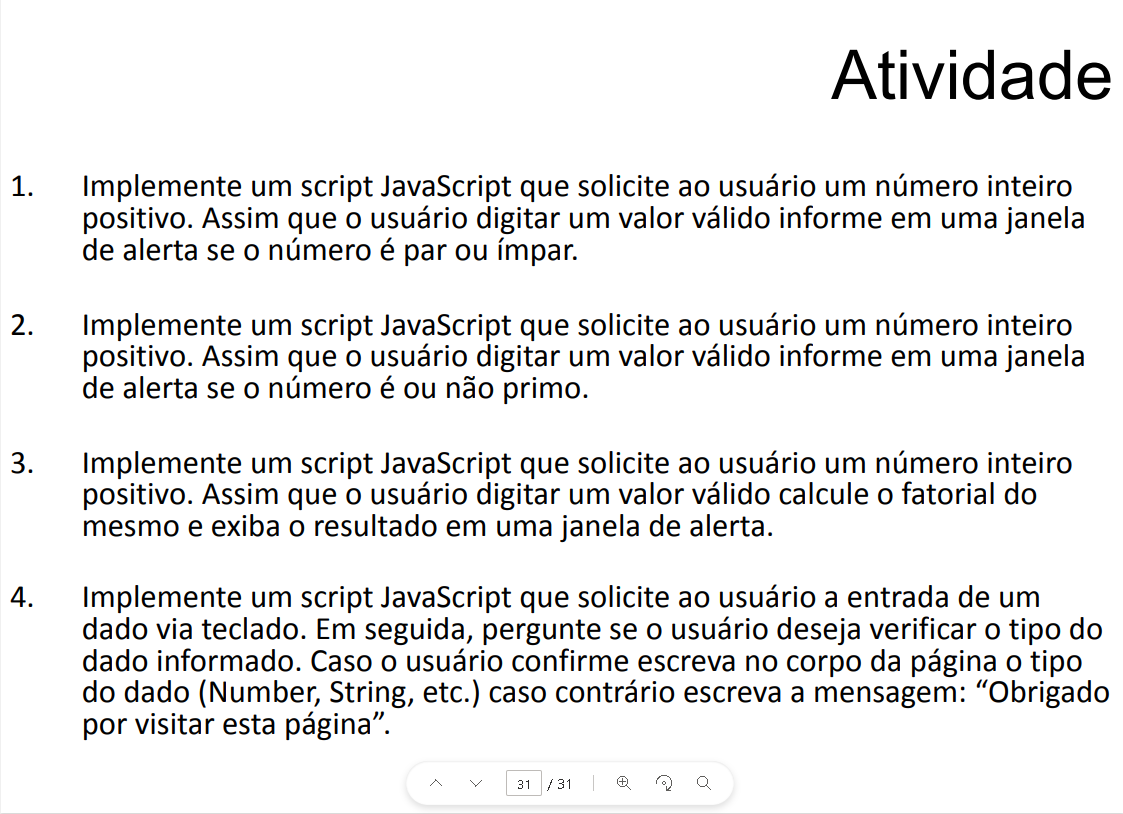 Atividade
1. Implemente um script JavaScript que solicite ao usuário um número inteiro
positivo. Assim que o usuário digitar um valor válido informe em uma janela
de alerta se o número é par ou ímpar.
2. Implemente um script JavaScript que solicite ao usuário um número inteiro
positivo. Assim que o usuário digitar um valor válido informe em uma janela
de alerta se o número é ou não primo.
3. Implemente um script JavaScript que solicite ao usuário um número inteiro
positivo. Assim que o usuário digitar um valor válido calcule o fatorial do
mesmo e exiba o resultado em uma janela de alerta.
4. Implemente um script JavaScript que solicite ao usuário a entrada de um
dado via teclado. Em seguida, pergunte se o usuário deseja verificar o tipo do
dado informado. Caso o usuário confirme escreva no corpo da página o tipo
do dado (Number, String, etc.) caso contrário escreva a mensagem: “Obrigado
por visitar esta página”.
31 / 31